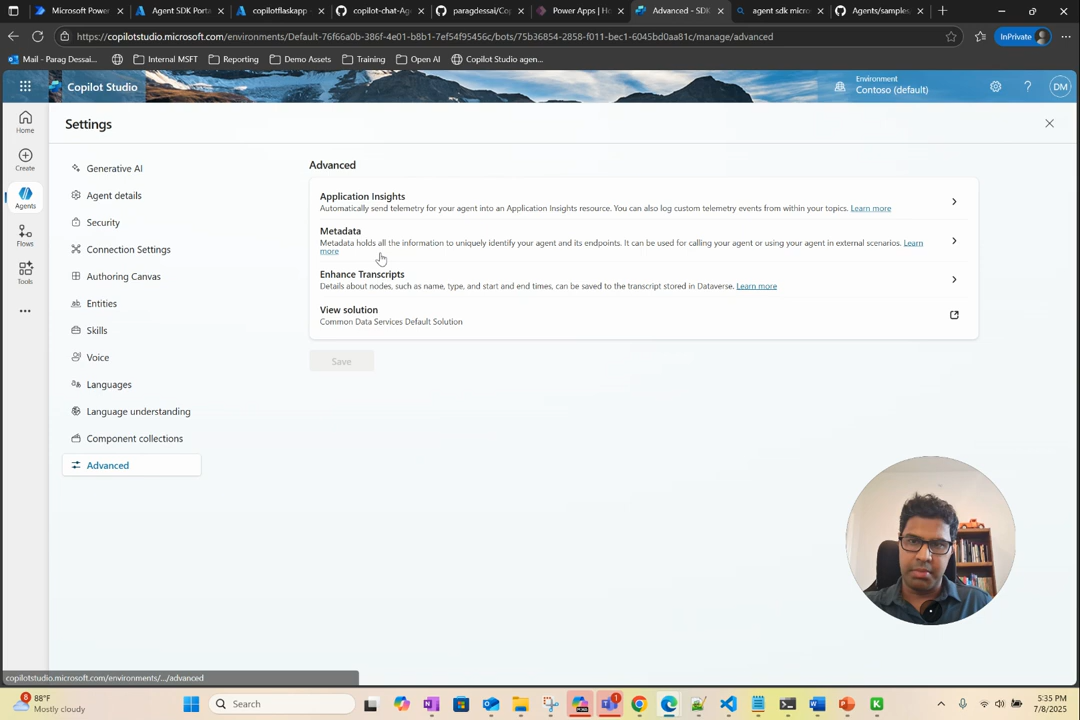 Microsoft Power
Agent SDK Porta
copilotflaskapp
copilot-chat-Ag
paragdessai/Cop
Power Apps | Ho
Advanced - SDK
agent sdk micro
Agents/samples
https://copilotstudio.microsoft.com/environments/Default-76f66a0b-386f-4e01-b8b1-7ef54f95456c/bots/75b36854-2858-f011-bec1-6045bd0aa81c/manage/advanced
InPrivate
Mail - Parag Dessai...
Internal MSFT
Reporting
Demo Assets
Training
Open AI
Copilot Studio agen...
Copilot Studio
Environment
Contoso (default)
DM
Home
Create
Agents
Flows
Tools
Settings
Generative AI
Agent details
Security
Connection Settings
Authoring Canvas
Entities
Skills
Voice
Languages
Language understanding
Component collections
Advanced
Advanced
Application Insights
Automatically send telemetry for your agent into an Application Insights resource. You can also log custom telemetry events from within your topics. Learn more
Metadata
Metadata holds all the information to uniquely identify your agent and its endpoints. It can be used for calling your agent or using your agent in external scenarios. Learn
more
Enhance Transcripts
Details about nodes, such as name, type, and start and end times, can be saved to the transcript stored in Dataverse. Learn more
View solution
Common Data Services Default Solution
Save
copilotstudio.microsoft.com/environments/.../advanced
88°F
Mostly cloudy
Search
5:35 PM
7/8/2025